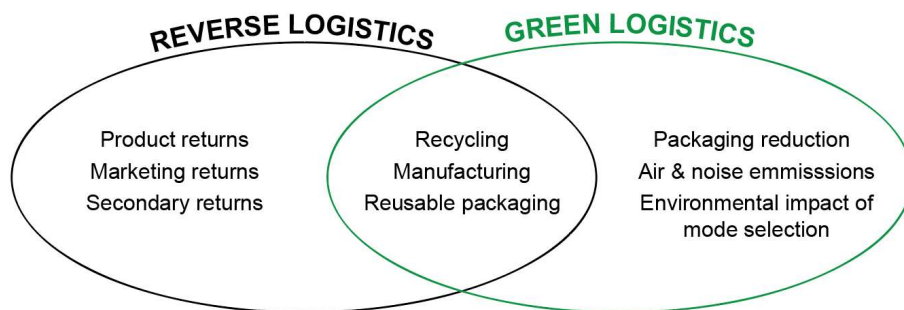 REVERSE LOGISTICS
GREEN LOGISTICS
Product returns
Marketing returns
Secondary returns
Recycling
Manufacturing
Reusable packaging
Packaging reduction
Air & noise emmisssions
Environmental impact of
mode selection